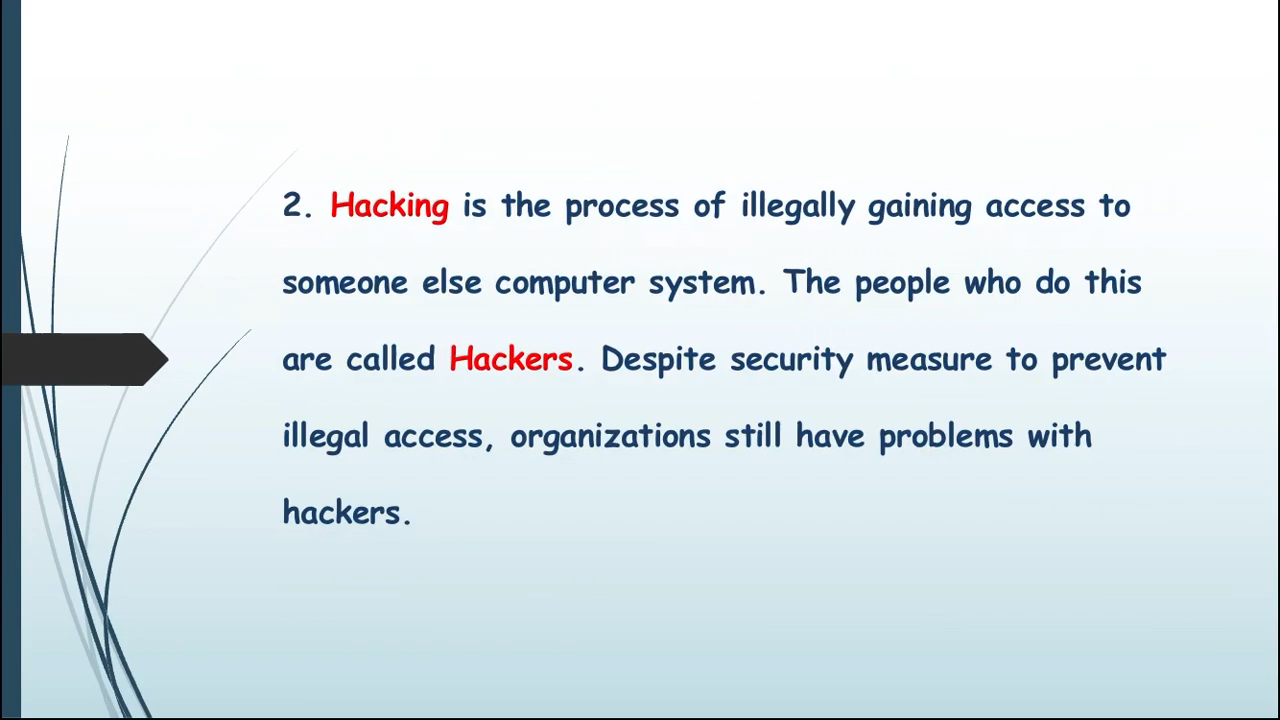 2. Hacking is the process of illegally gaining access to
someone else computer system. The people who do this
are called Hackers. Despite security measure to prevent
illegal access, organizations still have problems with
hackers.